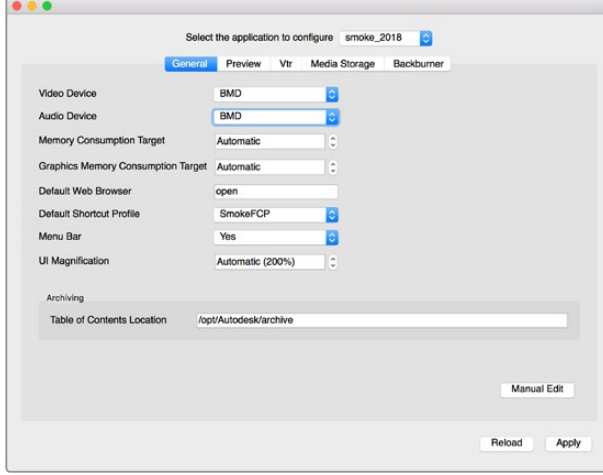 Select the application to configure smoke_2018
General Preview Vtr Media Storage Backburner
Video Device BMD
Audio Device BMD
Memory Consumption Target Automatic
Graphics Memory Consumption Target Automatic
Default Web Browser open
Default Shortcut Profile SmokeFCP
Menu Bar Yes
UI Magnification Automatic (200%)
Archiving
Table of Contents Location /opt/Autodesk/archive
Manual Edit
Reload Apply